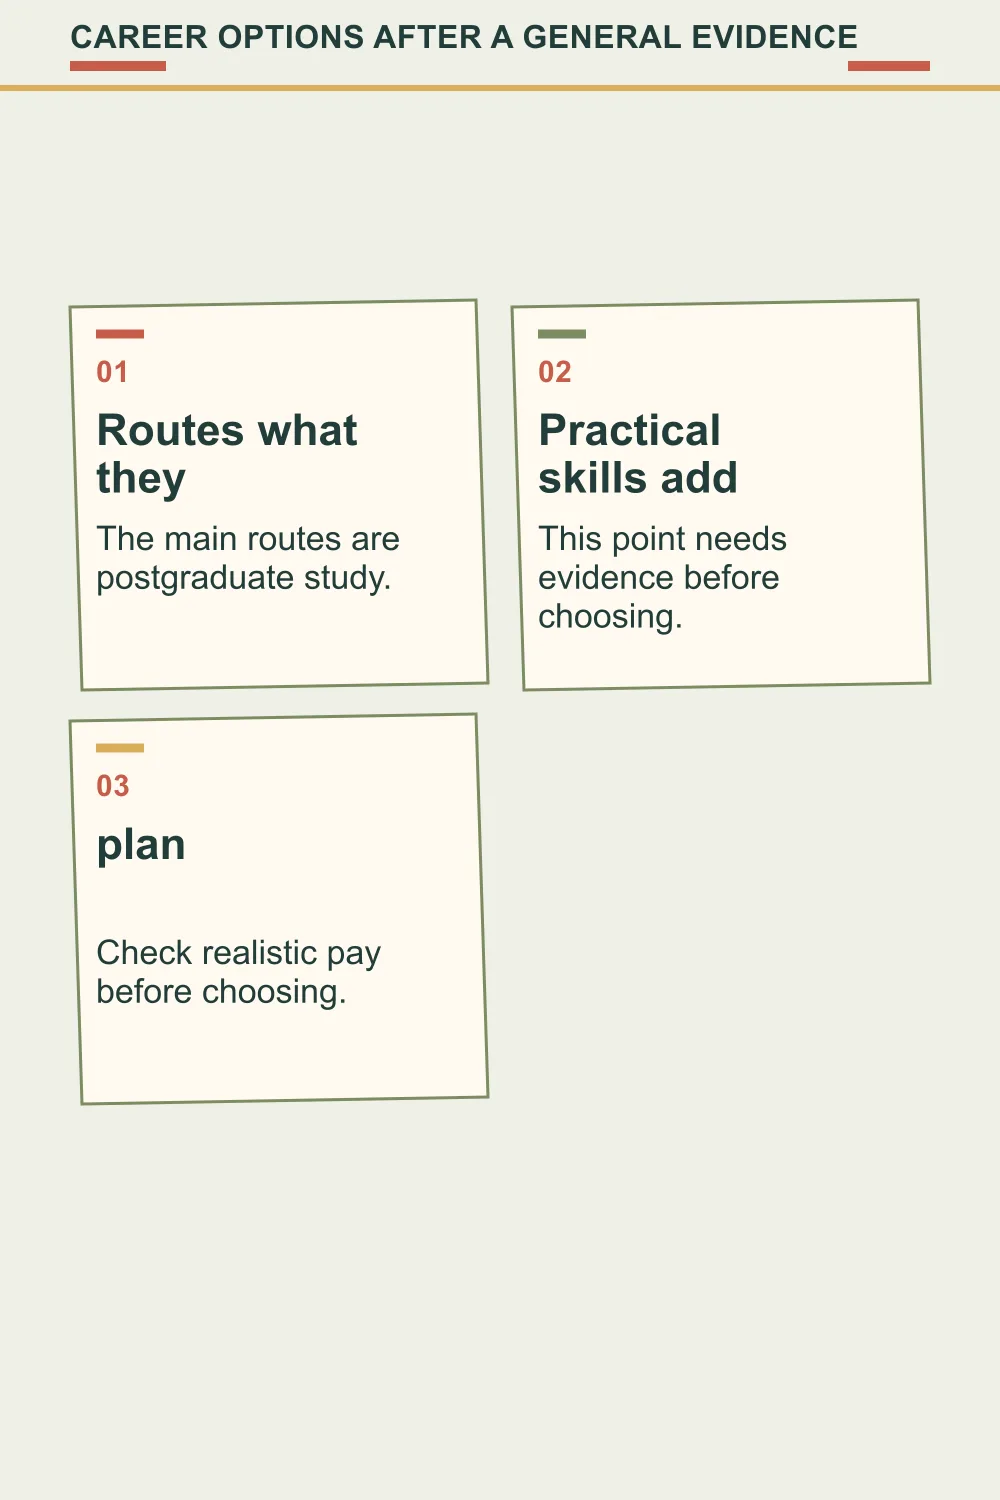 CAREER OPTIONS AFTER A GENERAL EVIDENCE
01
Routes what
they
The main routes are
postgraduate study.
02
Practical
skills add
This point needs
evidence before
choosing.
03
plan
Check realistic pay
before choosing.